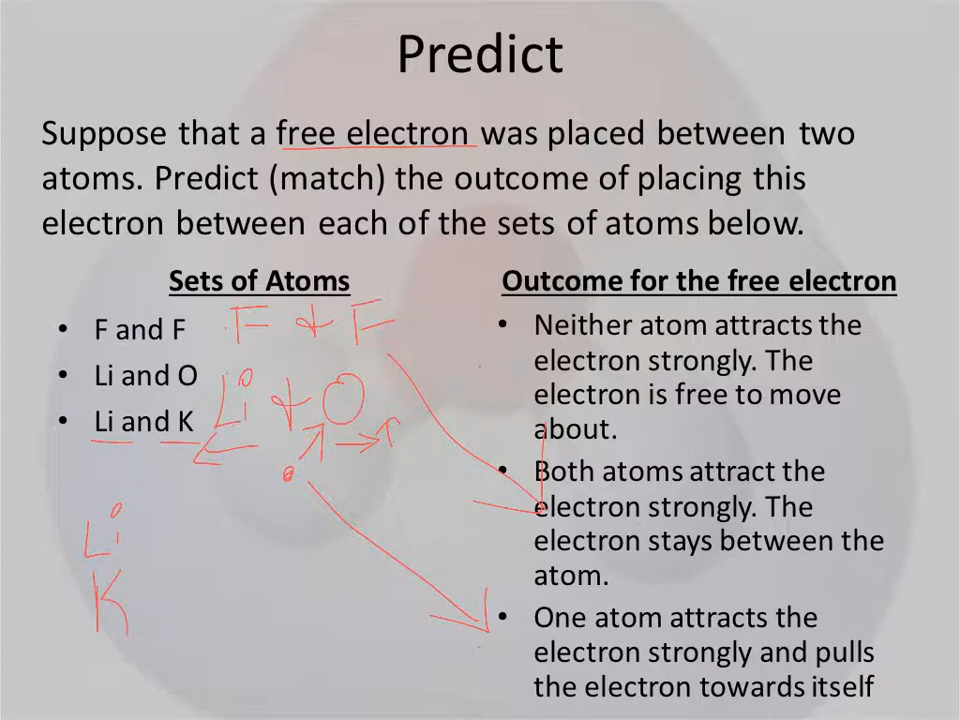 Predict
Suppose that a free electron was placed between two
atoms. Predict (match) the outcome of placing this
electron between each of the sets of atoms below.
Sets of Atoms
• F and F
• Li and O
• Li and K
F + F
Li + O
e
Li
K
Outcome for the free electron
• Neither atom attracts the
electron strongly. The
electron is free to move
about.
• Both atoms attract the
electron strongly. The
electron stays between the
atom.
• One atom attracts the
electron strongly and pulls
the electron towards itself